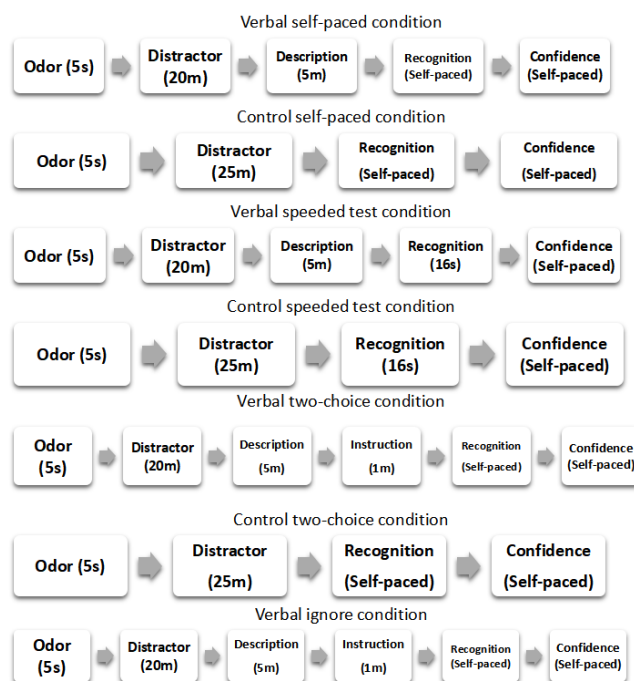 Verbal self-paced condition
Odor (5s) Distractor (20m) Description (5m) Recognition (Self-paced) Confidence (Self-paced)
Control self-paced condition
Odor (5s) Distractor (25m) Recognition (Self-paced) Confidence (Self-paced)
Verbal speeded test condition
Odor (5s) Distractor (20m) Description (5m) Recognition (16s) Confidence (Self-paced)
Control speeded test condition
Odor (5s) Distractor (25m) Recognition (16s) Confidence (Self-paced)
Verbal two-choice condition
Odor (5s) Distractor (20m) Description (5m) Instruction (1m) Recognition (Self-paced) Confidence (Self-paced)
Control two-choice condition
Odor (5s) Distractor (25m) Recognition (Self-paced) Confidence (Self-paced)
Verbal ignore condition
Odor (5s) Distractor (20m) Description (5m) Instruction (1m) Recognition (Self-paced) Confidence (Self-paced)